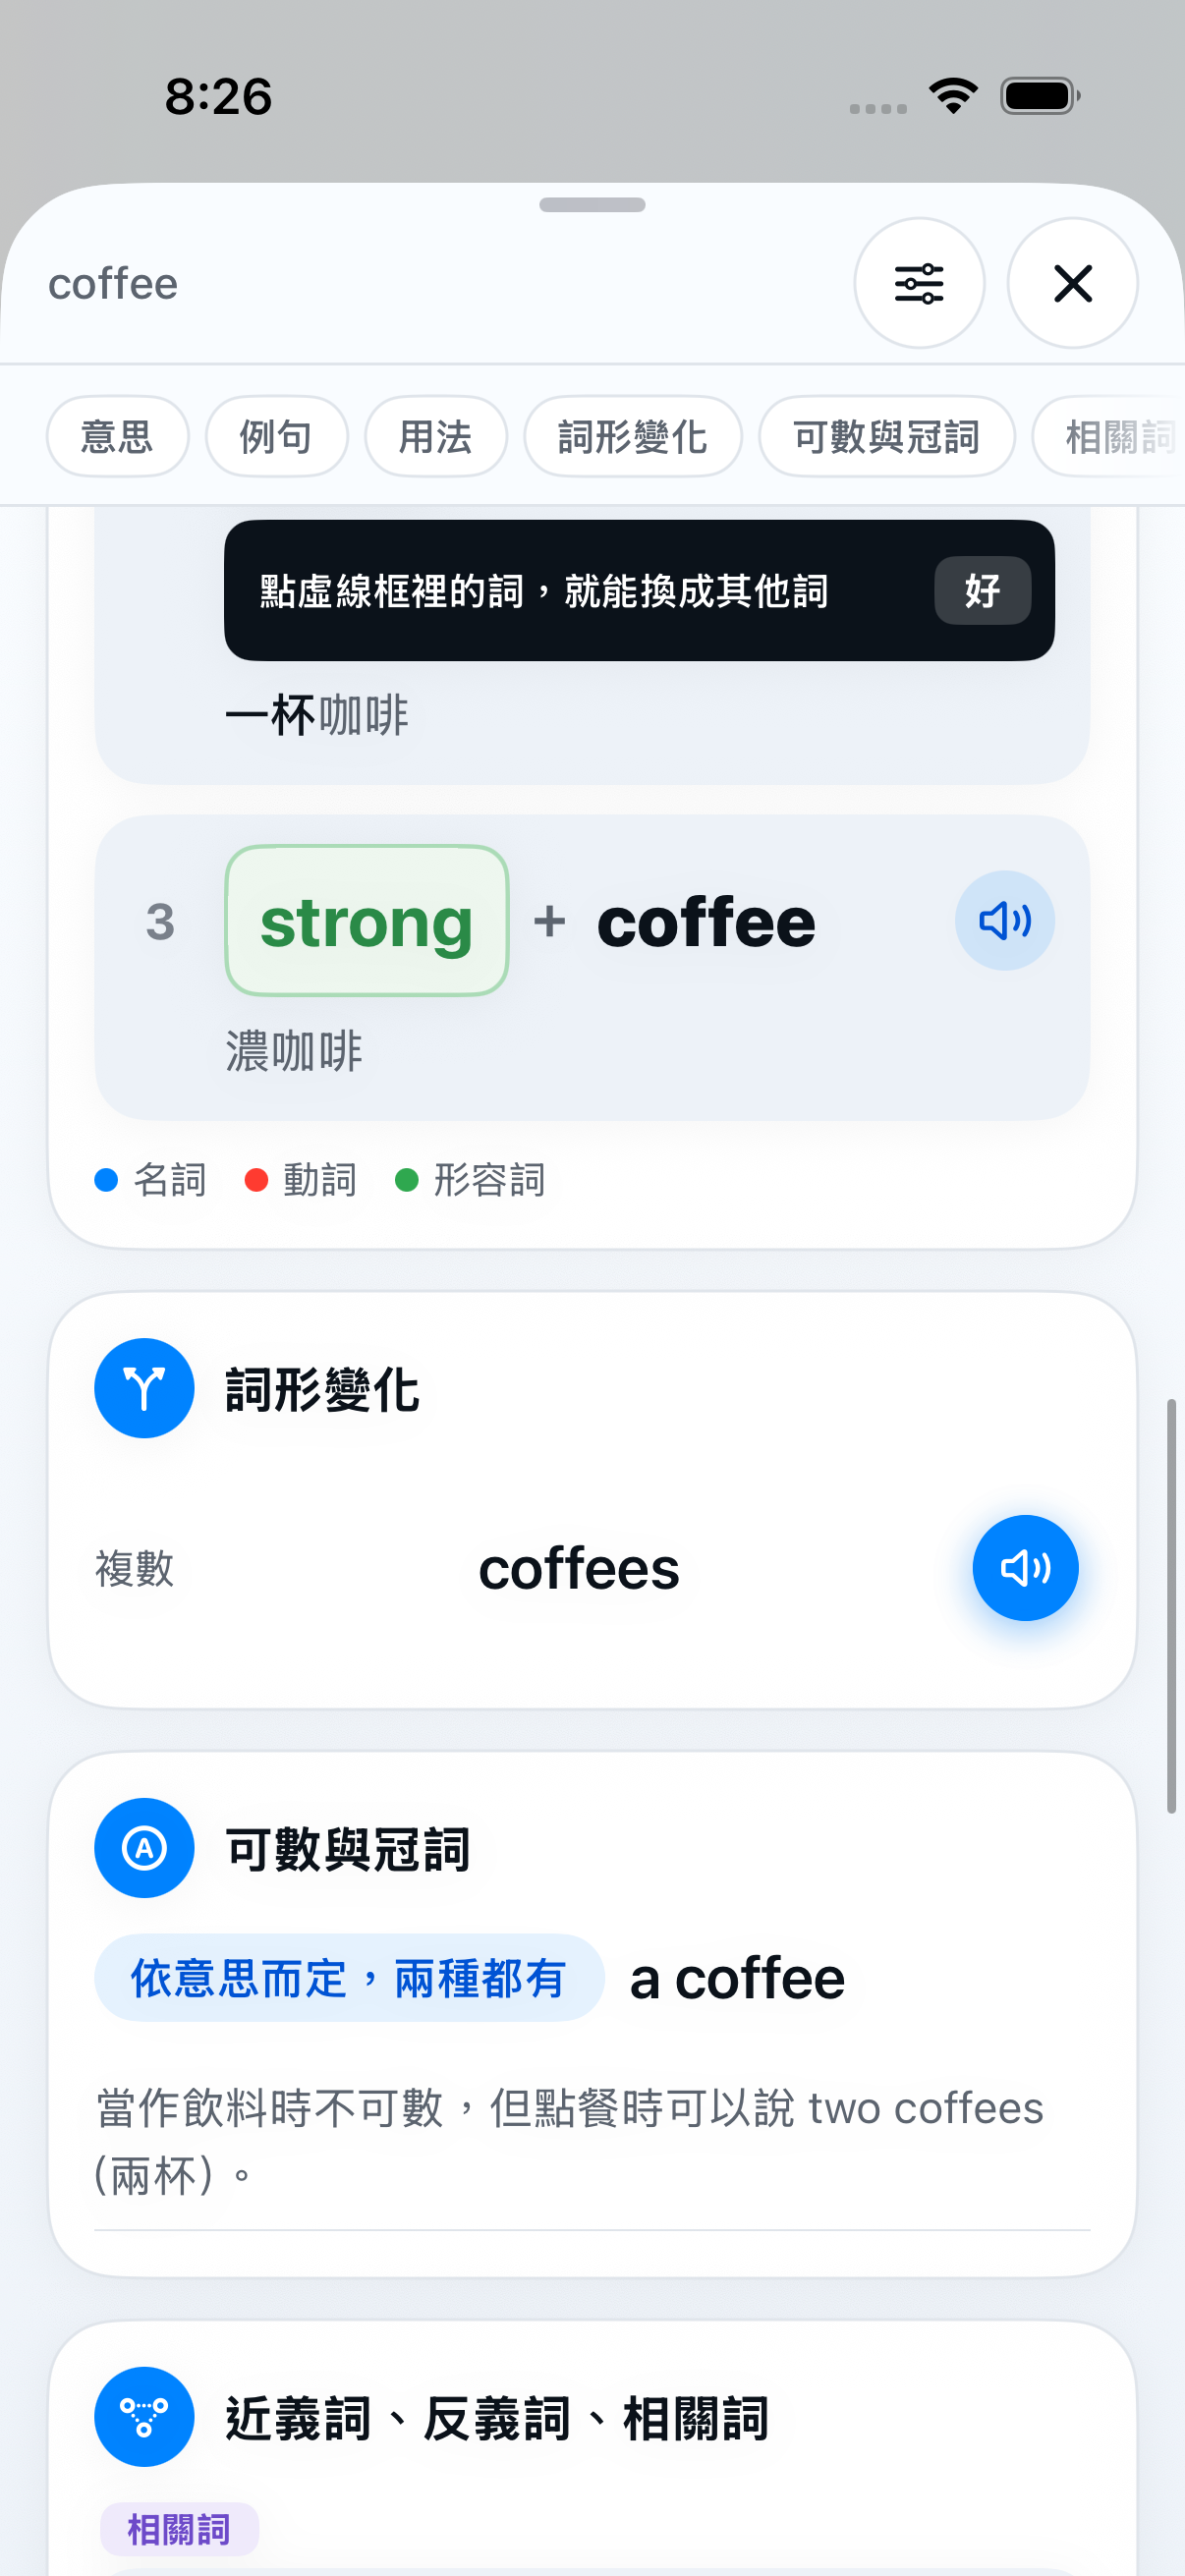 8:26
coffee
意思 例句 用法 詞形變化 可數與冠詞 相關詞
點虛線框裡的詞，就能換成其他詞 好
一杯咖啡
3 strong + coffee
濃咖啡
名詞 動詞 形容詞
詞形變化
複數 coffees
可數與冠詞
依意思而定，兩種都有 a coffee
當作飲料時不可數，但點餐時可以說 two coffees
(兩杯)。
近義詞、反義詞、相關詞
相關詞